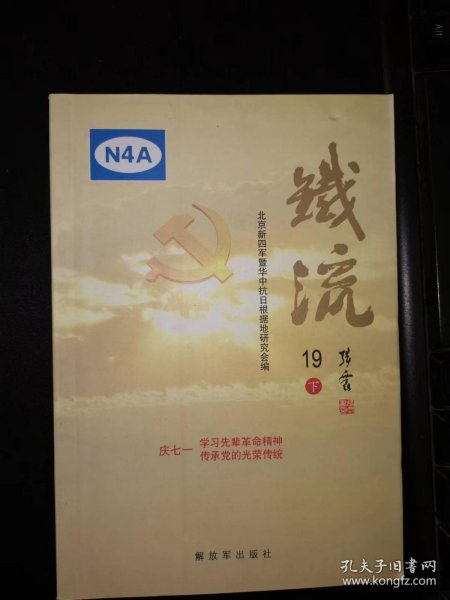 N4A
鐵流
北京新四军暨华中抗日根据地研究会编
19
下
庆七一
学习先辈革命精神
传承党的光荣传统
解放军出版社
孔夫子旧书网
www.kongfz.com